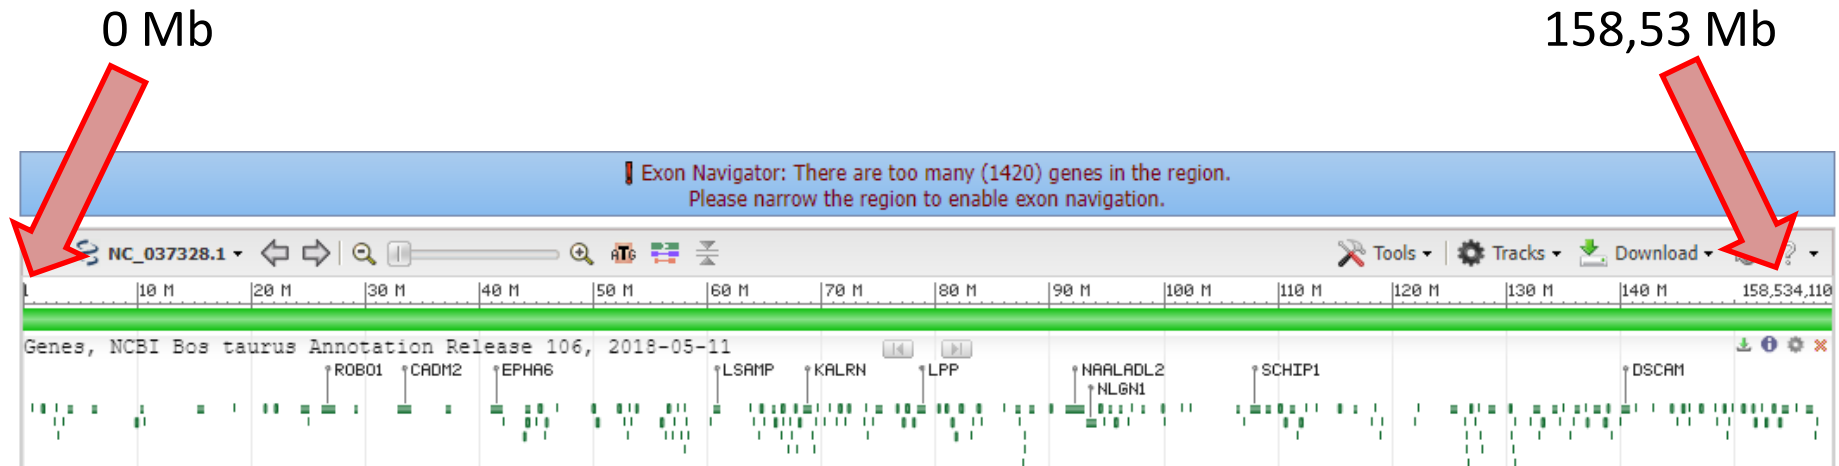 0 Mb
158,53 Mb
Exon Navigator: There are too many (1420) genes in the region.
Please narrow the region to enable exon navigation.
NC_037328.1 ATG Tools Tracks Download ?
1 10 M 20 M 30 M 40 M 50 M 60 M 70 M 80 M 90 M 100 M 110 M 120 M 130 M 140 M 158,534,110
Genes, NCBI Bos taurus Annotation Release 106, 2018-05-11
ROBO1 CADM2 EPHA6 LSAMP KALRN LPP NAALADL2 SCHIP1 DSCAM
NLGN1